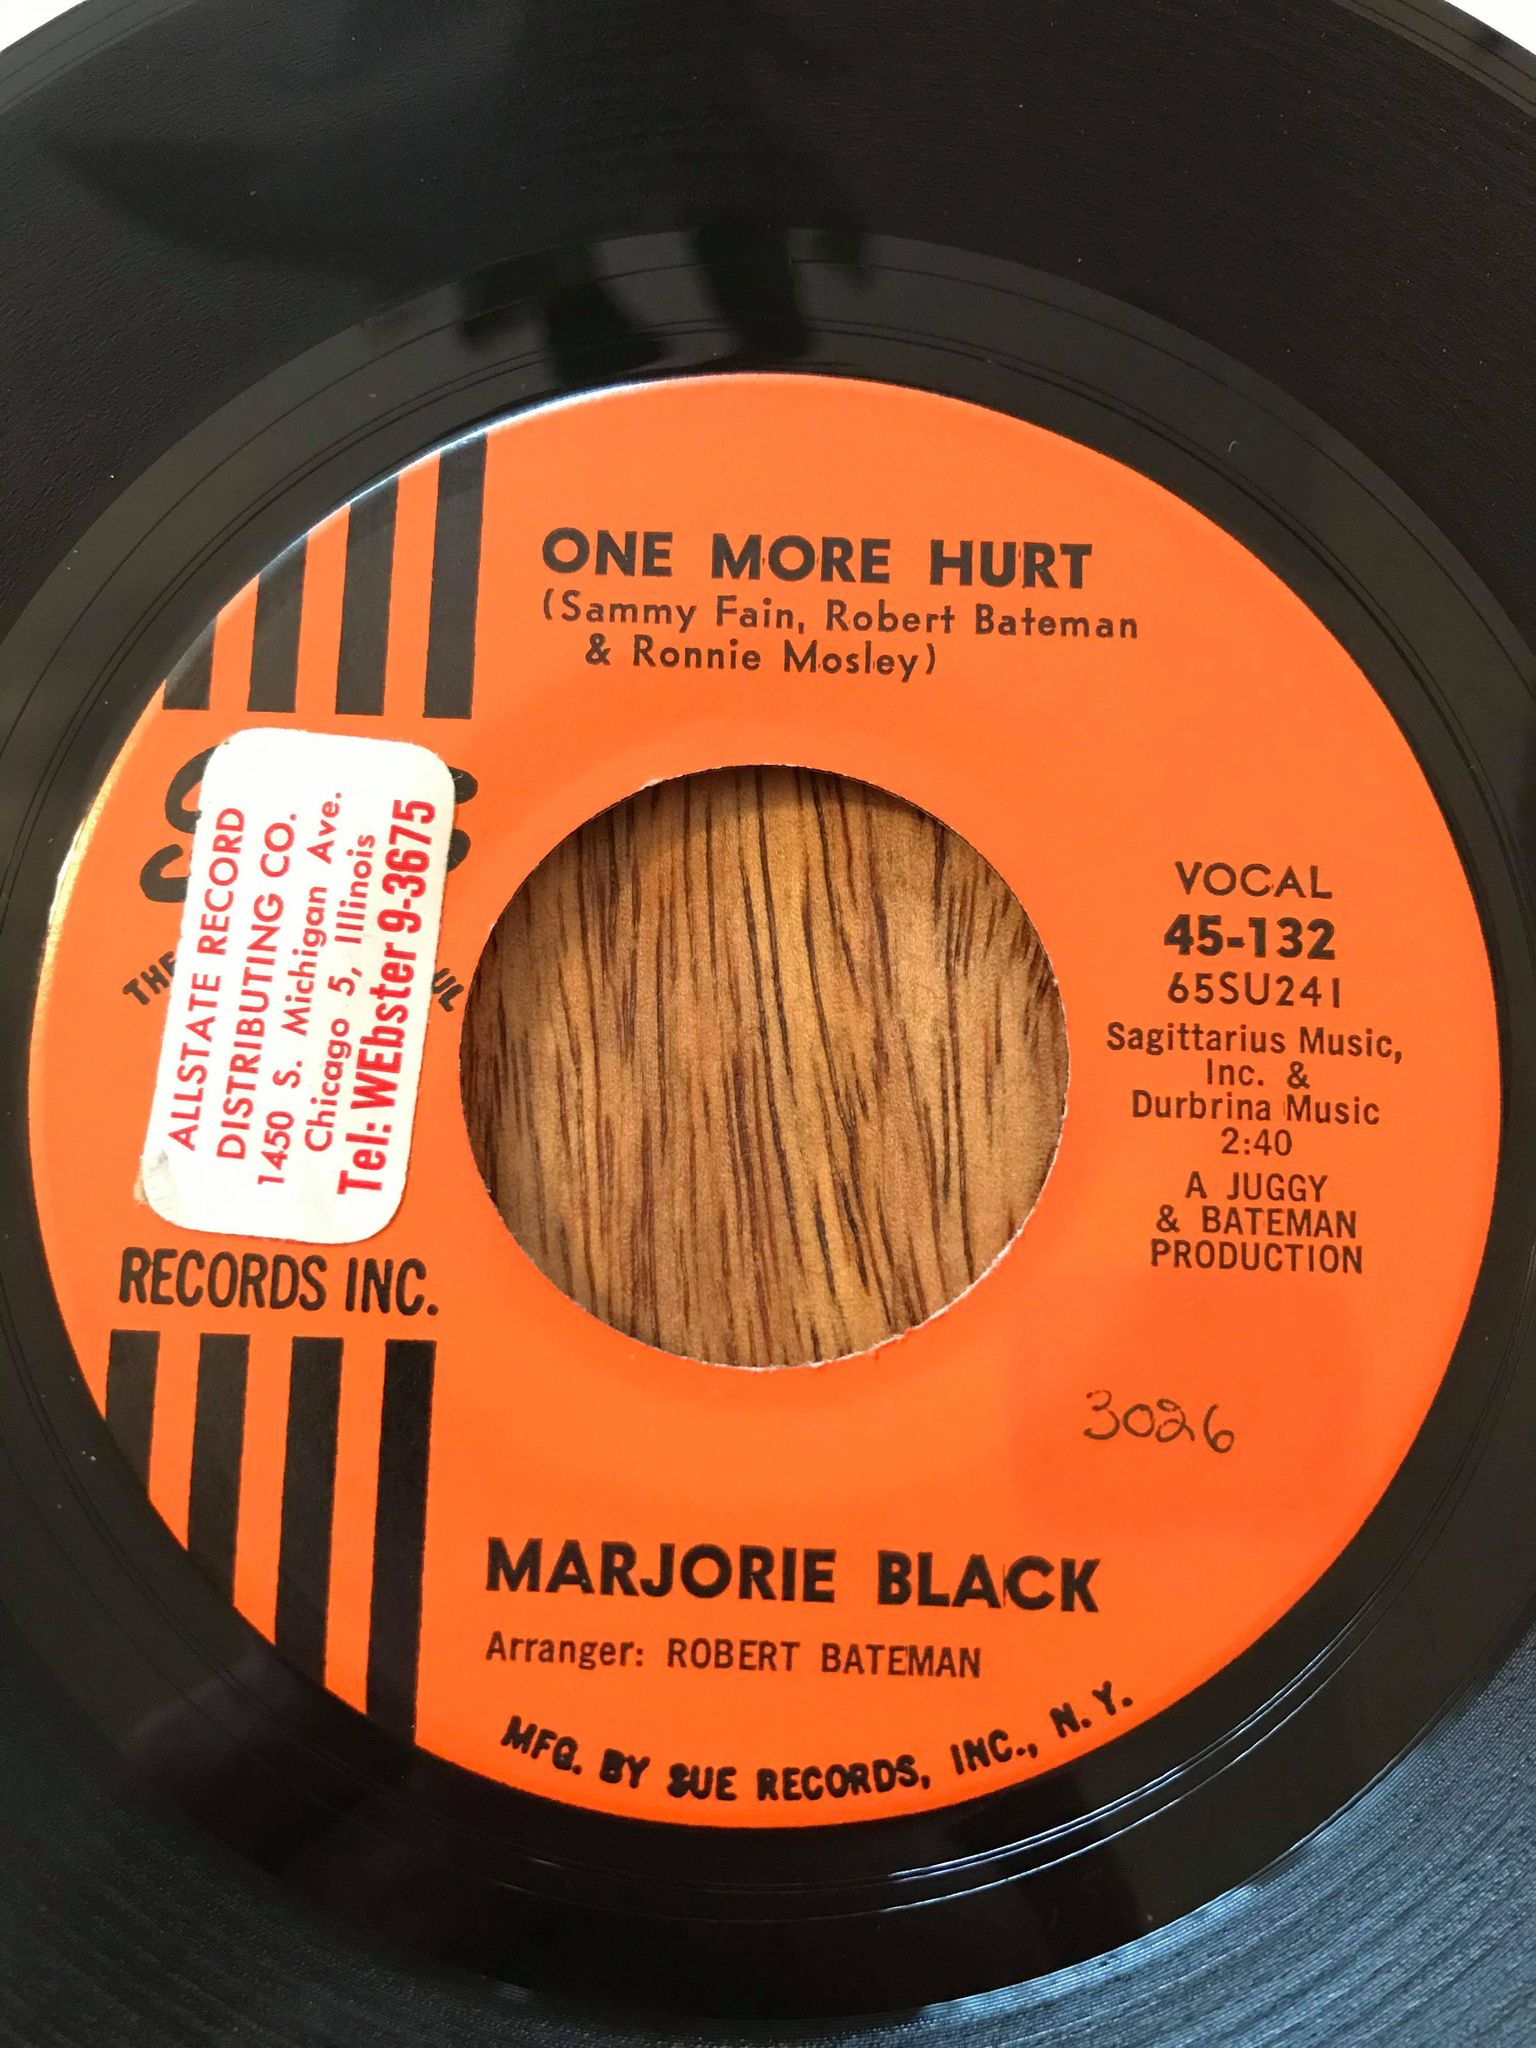 ONE MORE HURT
(Sammy Fain, Robert Bateman
& Ronnie Mosley)
ALLSTATE RECORD
DISTRIBUTING CO.
1450 S. Michigan Ave.
Chicago 5, Illinois
Tel: WEbster 9-3675
THE
RECORDS INC.
VOCAL
45-132
65SU241
Sagittarius Music,
Inc. &
Durbrina Music
2:40
A JUGGY
& BATEMAN
PRODUCTION
3026
MARJORIE BLACK
Arranger: ROBERT BATEMAN
MFG. BY SUE RECORDS, INC., N. Y.